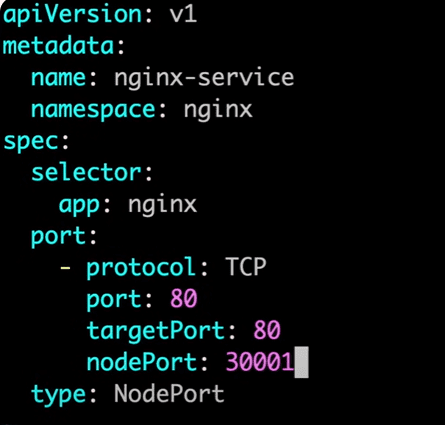 apiVersion: v1
metadata:
  name: nginx-service
  namespace: nginx
spec:
  selector:
    app: nginx
  port:
    - protocol: TCP
      port: 80
      targetPort: 80
      nodePort: 30001
  type: NodePort